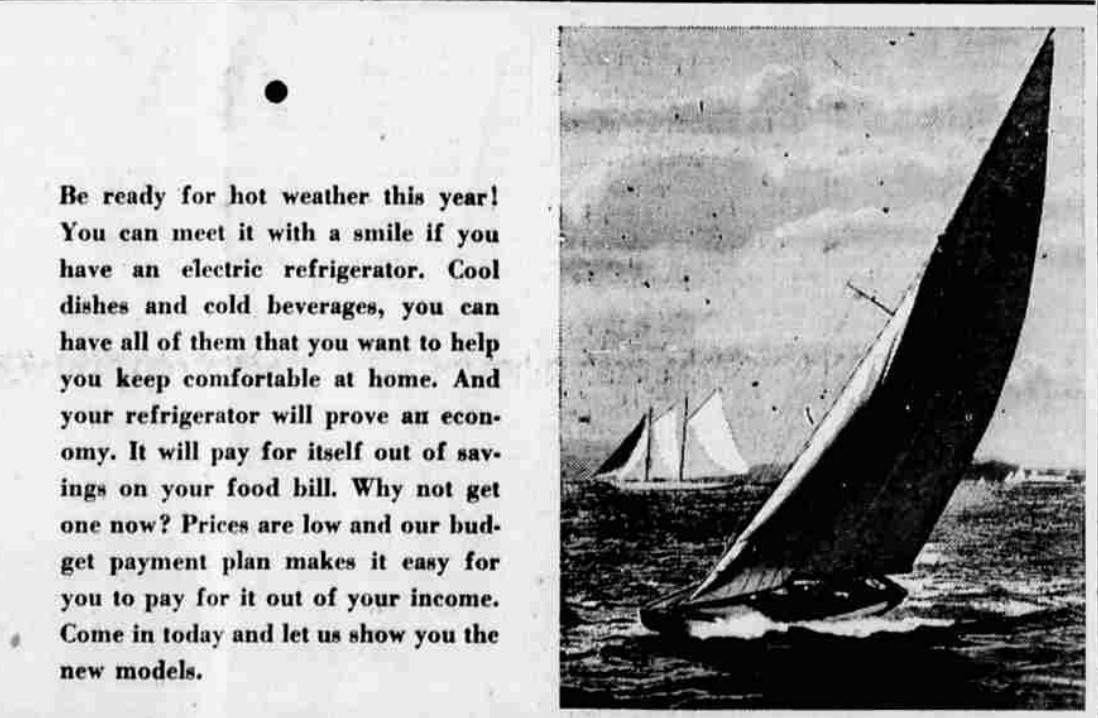 Be ready for hot weather this year!
You can meet it with a smile if you
have an electric refrigerator. Cool
dishes and cold beverages, you can
have all of them that you want to help
you keep comfortable at home. And
your refrigerator will prove an econ-
omy. It will pay for itself out of sav-
ings on your food bill. Why not get
one now? Prices are low and our bud-
get payment plan makes it easy for
you to pay for it out of your income.
Come in today and let us show you the
new models.